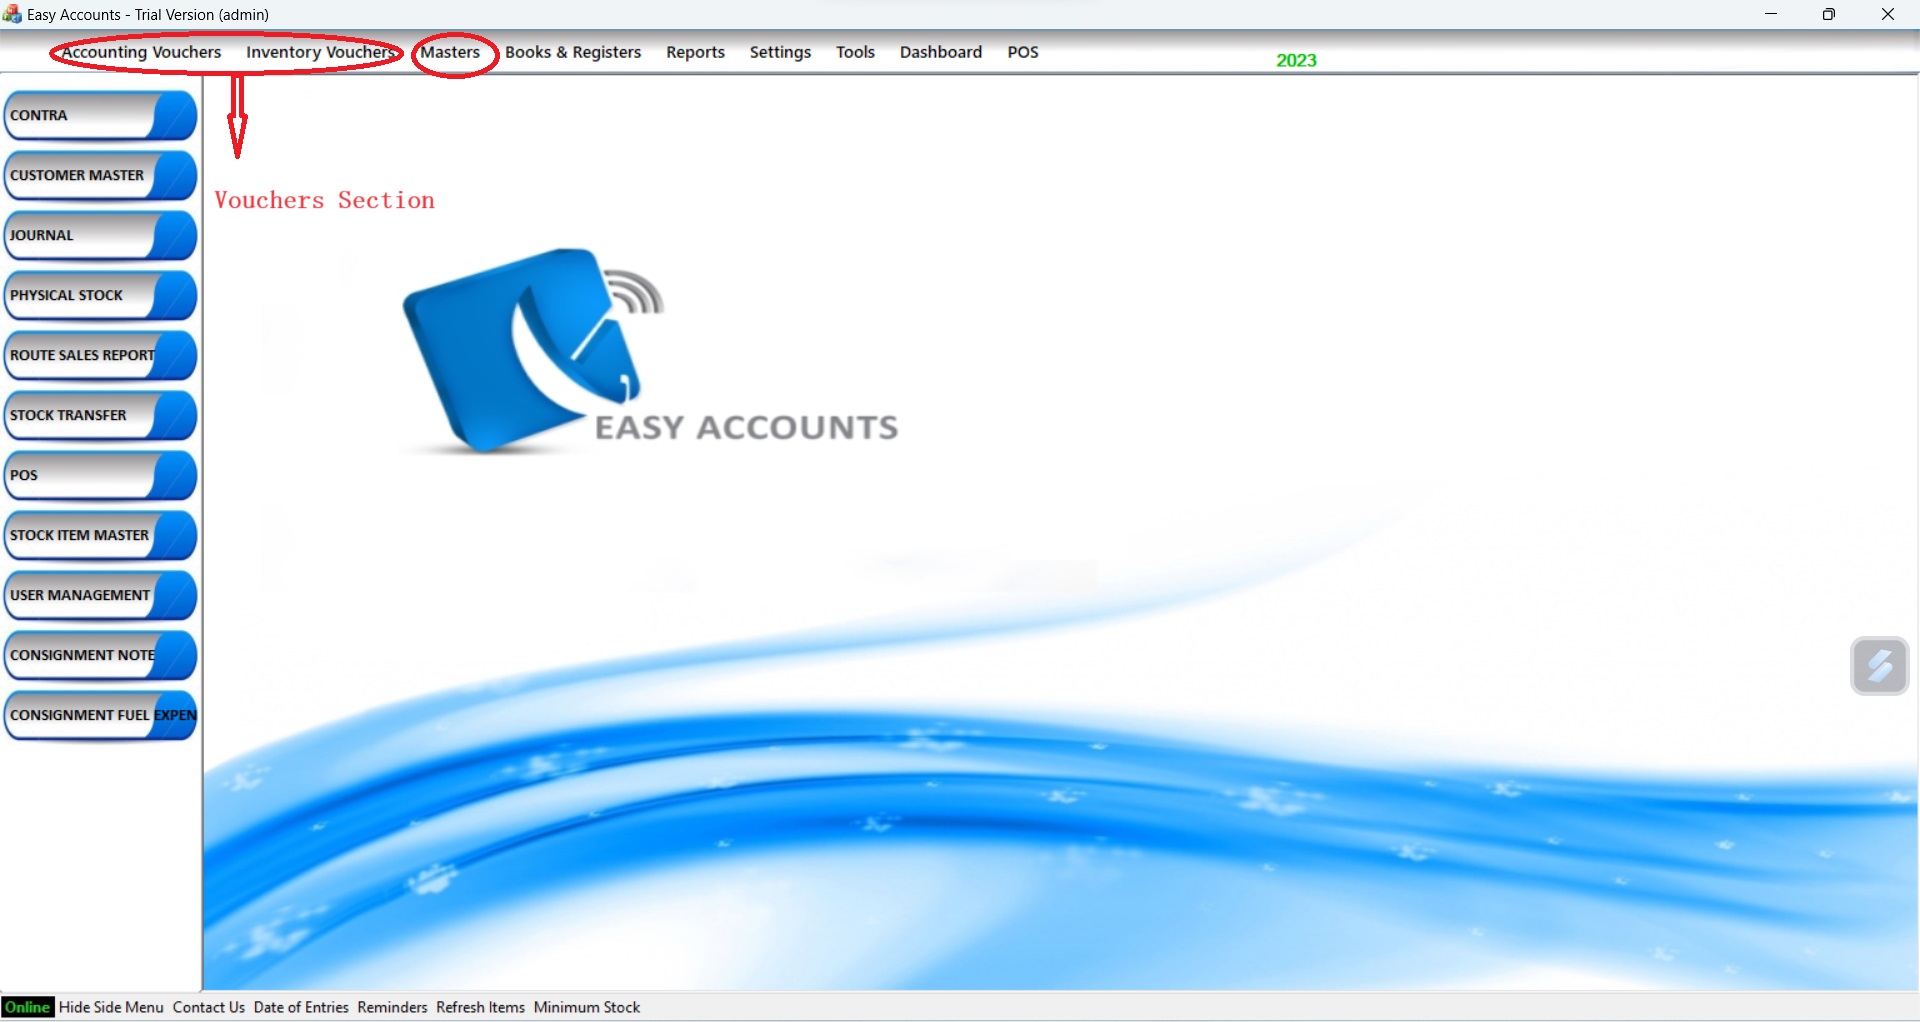 Easy Accounts - Trial Version (admin)
Accounting Vouchers Inventory Vouchers Masters Books & Registers Reports Settings Tools Dashboard POS
2023
CONTRA
CUSTOMER MASTER
JOURNAL
PHYSICAL STOCK
ROUTE SALES REPORT
STOCK TRANSFER
POS
STOCK ITEM MASTER
USER MANAGEMENT
CONSIGNMENT NOTE
CONSIGNMENT FUEL EXPEN
Vouchers Section
EASY ACCOUNTS
Online Hide Side Menu Contact Us Date of Entries Reminders Refresh Items Minimum Stock